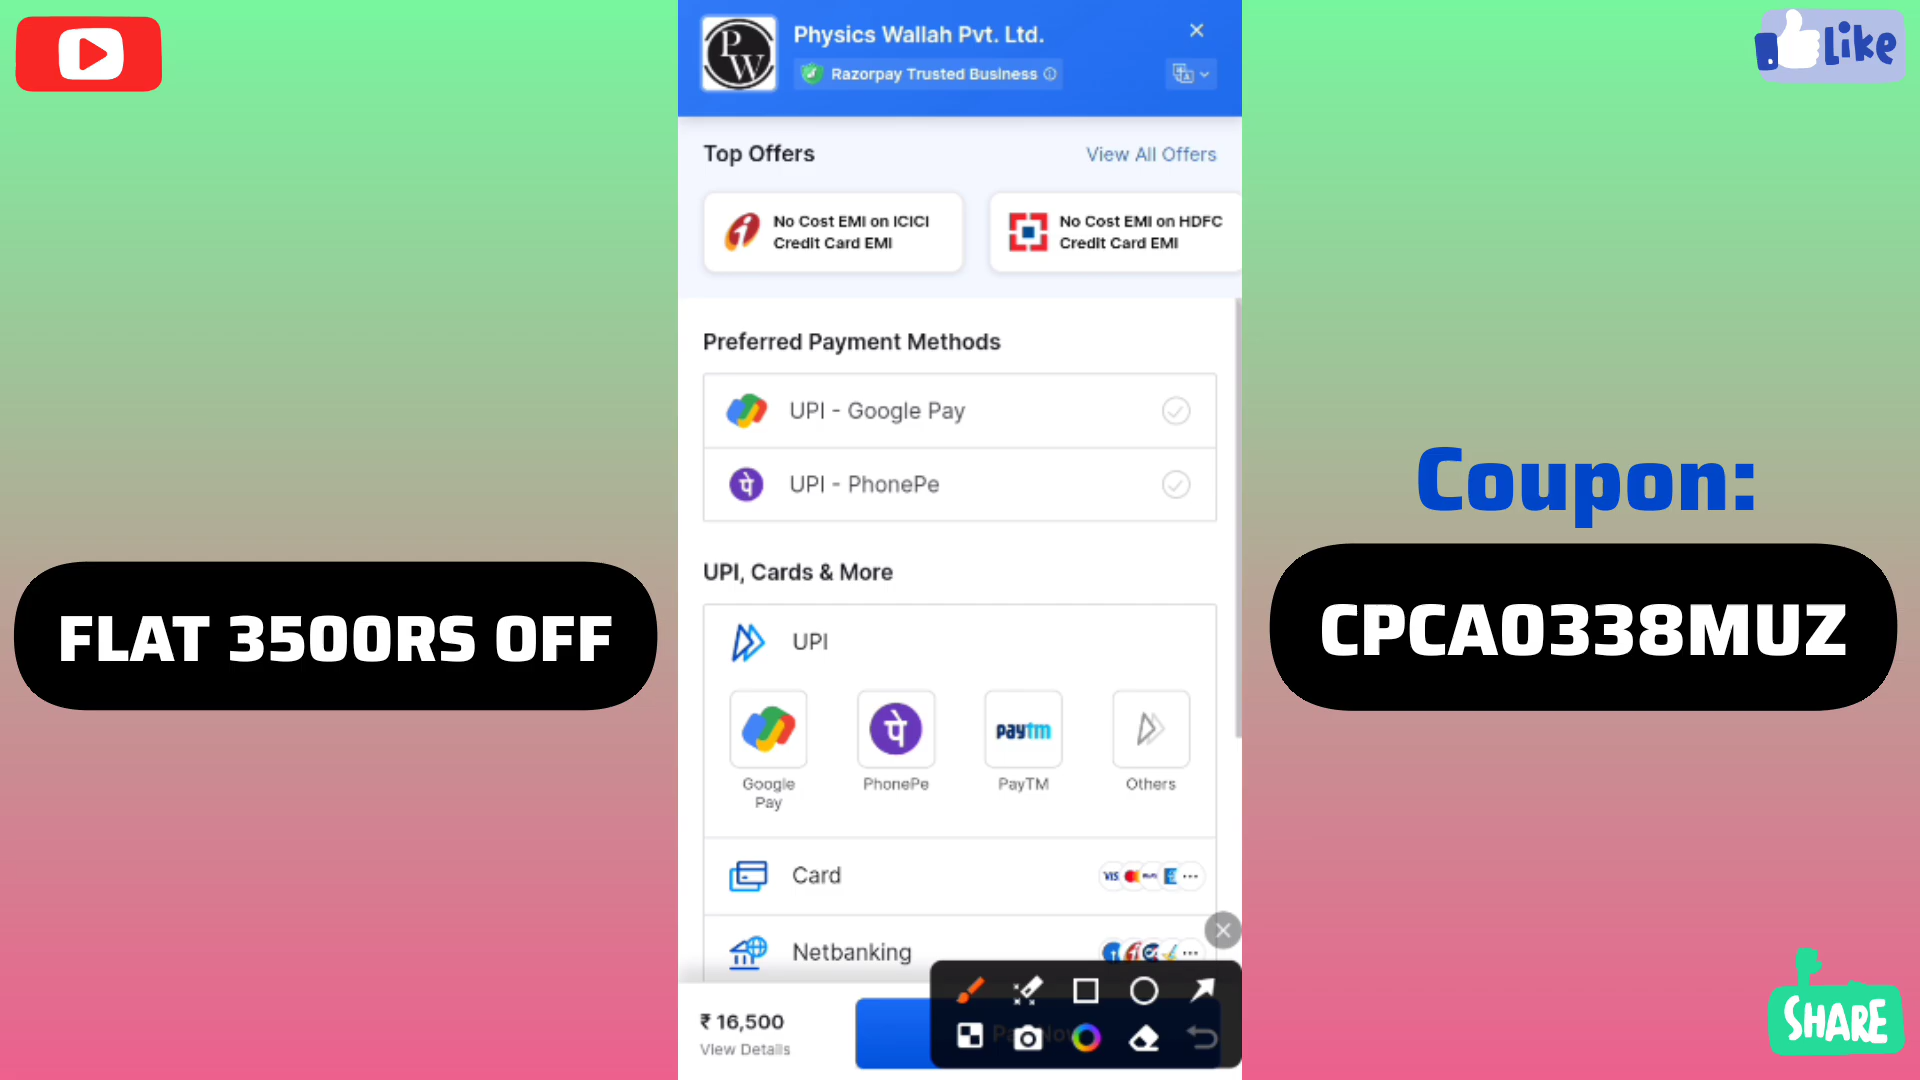 Like
FLAT 3500RS OFF
PW
Physics Wallah Pvt. Ltd.
Razorpay Trusted Business
Top Offers
View All Offers
No Cost EMI on ICICI
Credit Card EMI
No Cost EMI on HDFC
Credit Card EMI
Preferred Payment Methods
UPI - Google Pay
पे
UPI - PhonePe
UPI, Cards & More
UPI
पे
paytm
Google
Pay
PhonePe
PayTM
Others
Card
VISA
Netbanking
₹ 16,500
View Details
Coupon:
CPCA0338MUZ
SHARE